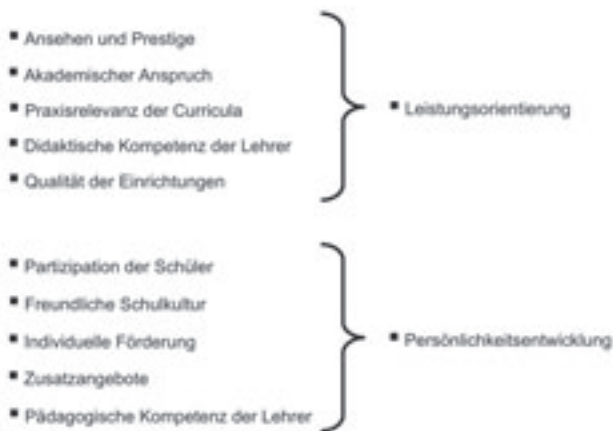 ▪ Ansehen und Prestige
▪ Akademischer Anspruch
▪ Praxisrelevanz der Curricula
▪ Didaktische Kompetenz der Lehrer
▪ Qualität der Einrichtungen
▪ Leistungsorientierung
▪ Partizipation der Schüler
▪ Freundliche Schulkultur
▪ Individuelle Förderung
▪ Zusatzangebote
▪ Pädagogische Kompetenz der Lehrer
▪ Persönlichkeitsentwicklung